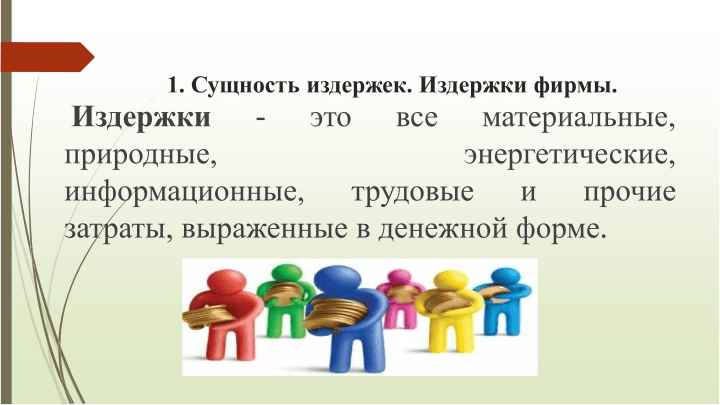 1. Сущность издержек. Издержки фирмы.
Издержки - это все материальные,
природные, энергетические,
информационные, трудовые и прочие
затраты, выраженные в денежной форме.